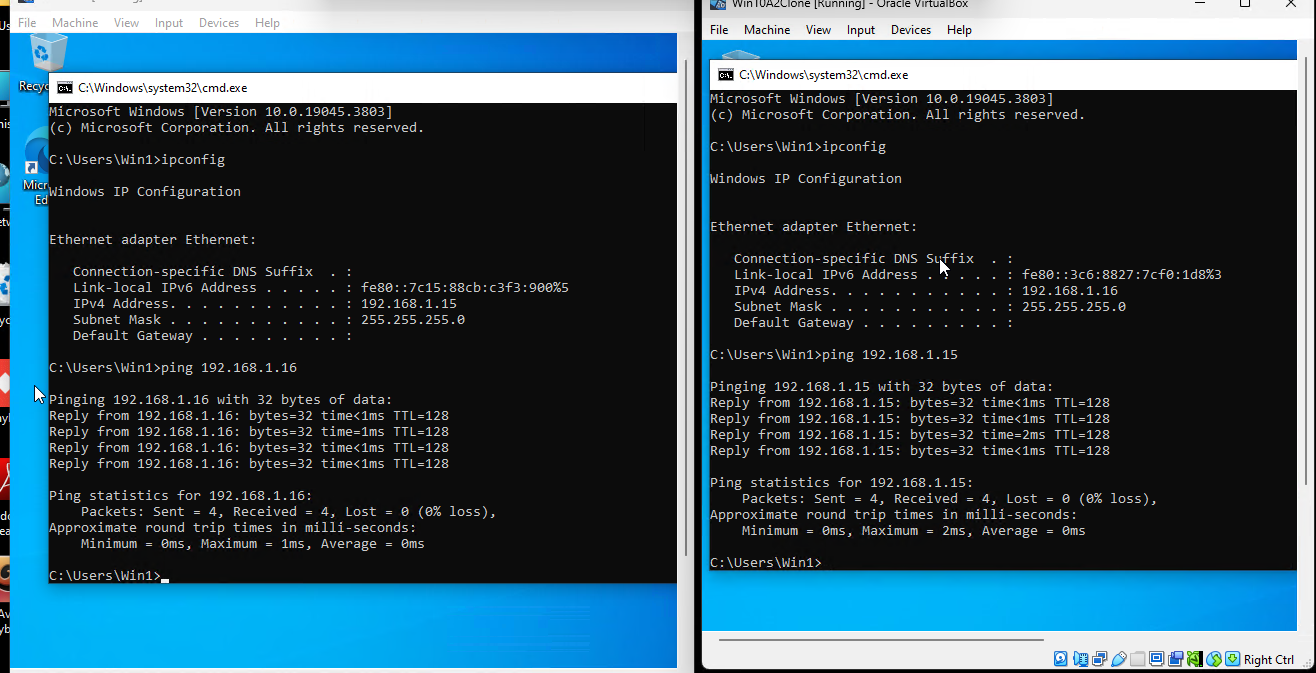 File Machine View Input Devices Help
Recyc
Micr
Ed
C:\Windows\system32\cmd.exe
Microsoft Windows [Version 10.0.19045.3803]
(c) Microsoft Corporation. All rights reserved.
C:\Users\Win1>ipconfig
Windows IP Configuration
Ethernet adapter Ethernet:
Connection-specific DNS Suffix . :
Link-local IPv6 Address . . . . . : fe80::7c15:88cb:c3f3:900%5
IPv4 Address. . . . . . . . . . . : 192.168.1.15
Subnet Mask . . . . . . . . . . . : 255.255.255.0
Default Gateway . . . . . . . . . :
C:\Users\Win1>ping 192.168.1.16
Pinging 192.168.1.16 with 32 bytes of data:
Reply from 192.168.1.16: bytes=32 time<1ms TTL=128
Reply from 192.168.1.16: bytes=32 time=1ms TTL=128
Reply from 192.168.1.16: bytes=32 time<1ms TTL=128
Reply from 192.168.1.16: bytes=32 time<1ms TTL=128
Ping statistics for 192.168.1.16:
Packets: Sent = 4, Received = 4, Lost = 0 (0% loss),
Approximate round trip times in milli-seconds:
Minimum = 0ms, Maximum = 1ms, Average = 0ms
C:\Users\Win1>
Win10A2Clone [Running] - Oracle VirtualBox
File Machine View Input Devices Help
C:\Windows\system32\cmd.exe
Microsoft Windows [Version 10.0.19045.3803]
(c) Microsoft Corporation. All rights reserved.
C:\Users\Win1>ipconfig
Windows IP Configuration
Ethernet adapter Ethernet:
Connection-specific DNS Suffix . :
Link-local IPv6 Address . . . . . : fe80::3c6:8827:7cf0:1d8%3
IPv4 Address. . . . . . . . . . . : 192.168.1.16
Subnet Mask . . . . . . . . . . . : 255.255.255.0
Default Gateway . . . . . . . . . :
C:\Users\Win1>ping 192.168.1.15
Pinging 192.168.1.15 with 32 bytes of data:
Reply from 192.168.1.15: bytes=32 time<1ms TTL=128
Reply from 192.168.1.15: bytes=32 time<1ms TTL=128
Reply from 192.168.1.15: bytes=32 time=2ms TTL=128
Reply from 192.168.1.15: bytes=32 time<1ms TTL=128
Ping statistics for 192.168.1.15:
Packets: Sent = 4, Received = 4, Lost = 0 (0% loss),
Approximate round trip times in milli-seconds:
Minimum = 0ms, Maximum = 2ms, Average = 0ms
C:\Users\Win1>
Right Ctrl